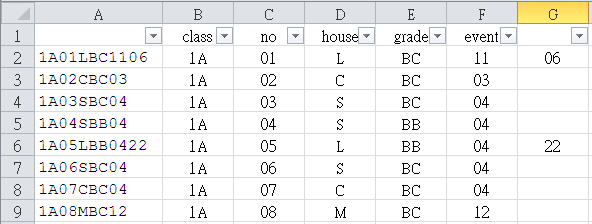 A B C D E F G
1 class no house grade event
2 1A01LBC1106 1A 01 L BC 11 06
3 1A02CBC03 1A 02 C BC 03
4 1A03SBC04 1A 03 S BC 04
5 1A04SBB04 1A 04 S BB 04
6 1A05LBB0422 1A 05 L BB 04 22
7 1A06SBC04 1A 06 S BC 04
8 1A07CBC04 1A 07 C BC 04
9 1A08MBC12 1A 08 M BC 12